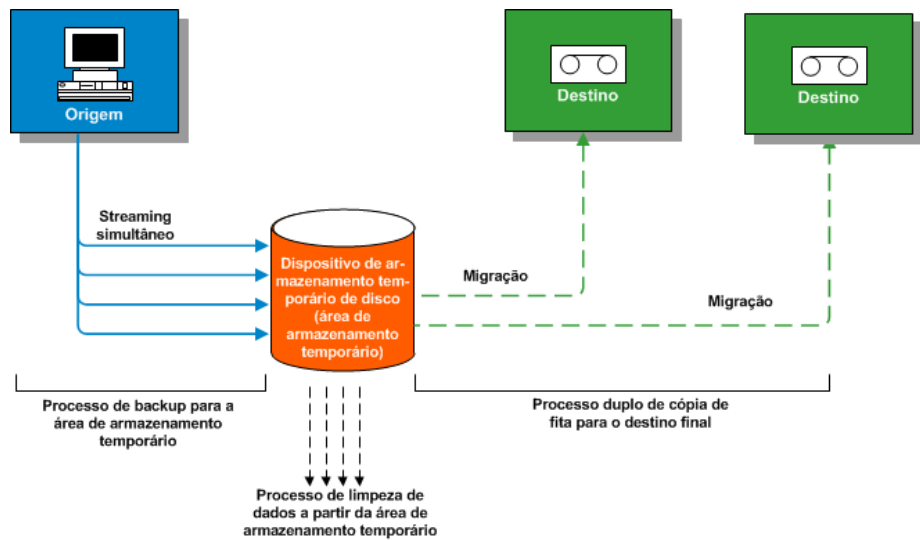 Origem
Destino
Destino
Streaming
simultâneo
Dispositivo de ar-
mazenamento tem-
porário de disco
(área de
armazenamento
temporário)
Migração
Migração
Processo de backup para a
área de armazenamento
temporário
Processo duplo de cópia de
fita para o destino final
Processo de limpeza de
dados a partir da área de
armazenamento temporário